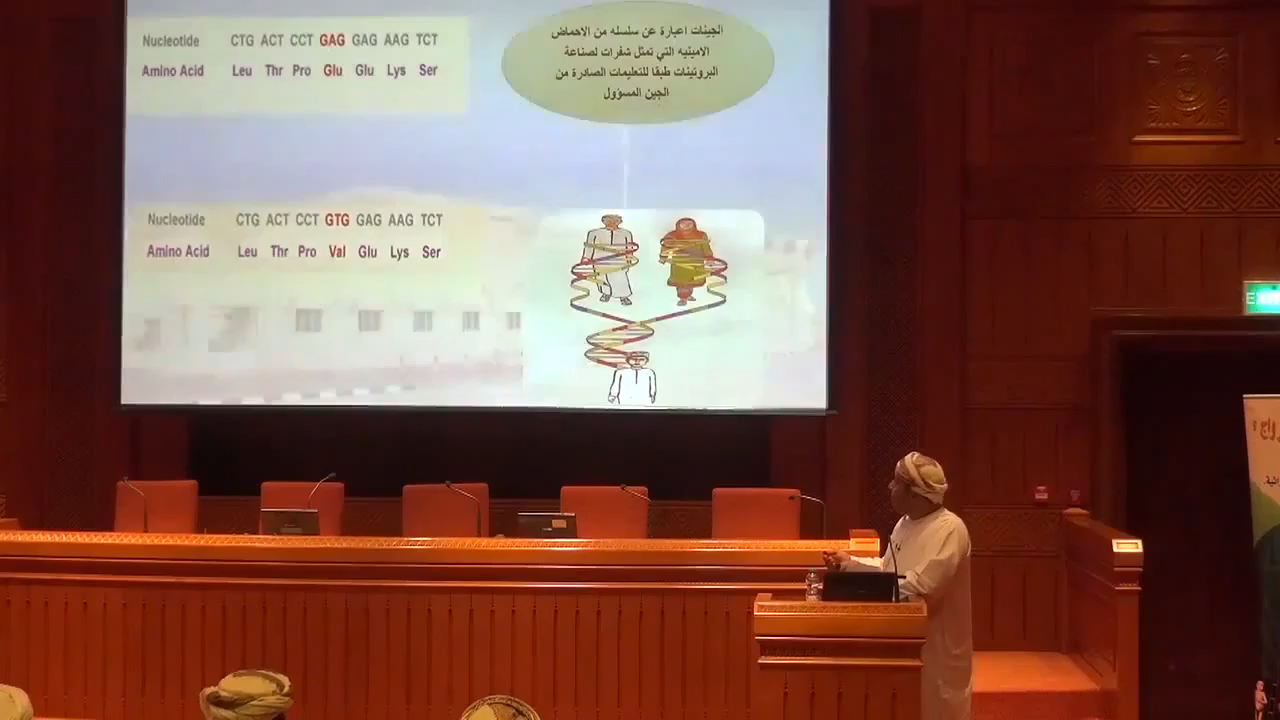 Nucleotide CTG ACT CCT GAG GAG AAG TCT
Amino Acid Leu Thr Pro Glu Glu Lys Ser
الجينات اعبارة عن سلسله من الاحماض
الامينيه التي تمثل شفرات لصناعة
البروتينات طبقا للتعليمات الصادرة من
الجين المسؤول
Nucleotide CTG ACT CCT GTG GAG AAG TCT
Amino Acid Leu Thr Pro Val Glu Lys Ser